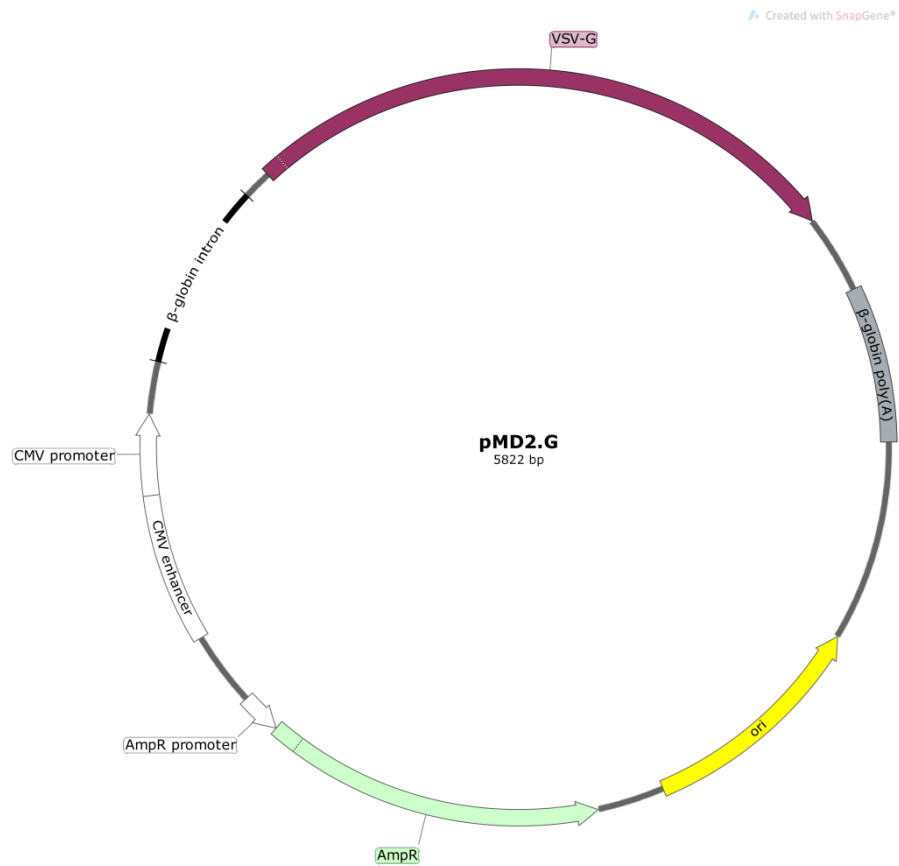 Created with SnapGene®
VSV-G
β-globin intron
β-globin poly(A)
pMD2.G
5822 bp
CMV promoter
CMV enhancer
ori
AmpR promoter
AmpR